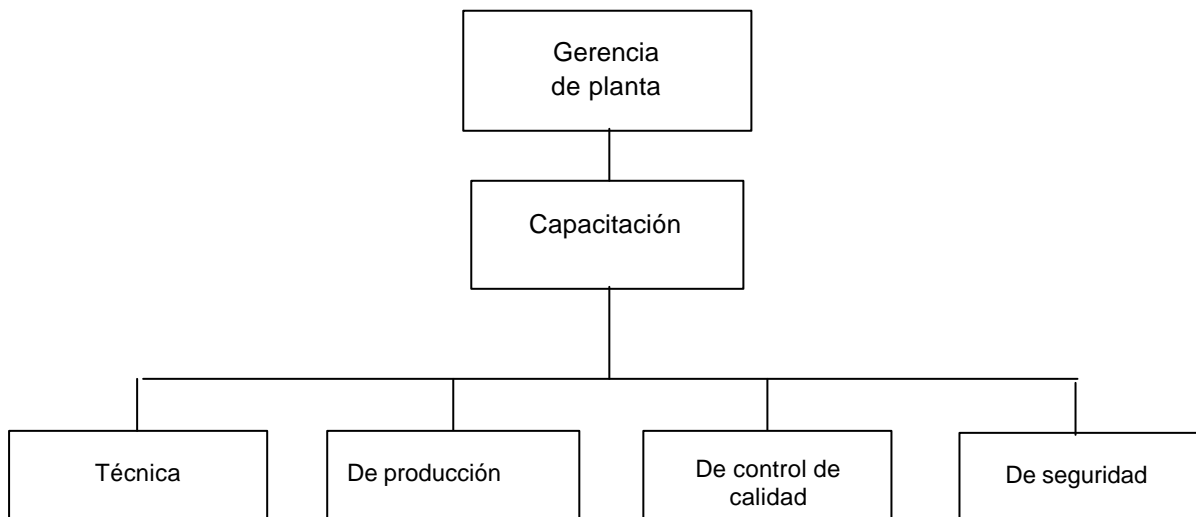 Gerencia
de planta
Capacitación
Técnica
De producción
De control de
calidad
De seguridad